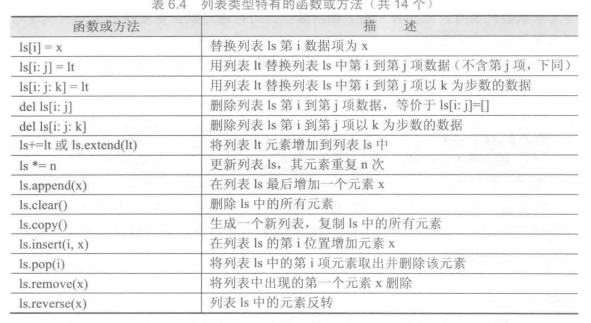 表 6.4 列表类型特有的函数或方法（共 14 个）
函数或方法 描 述
ls[i] = x 替换列表 ls 第 i 数据项为 x
ls[i: j] = lt 用列表 lt 替换列表 ls 中第 i 到第 j 项数据（不含第 j 项，下同）
ls[i: j: k] = lt 用列表 lt 替换列表 ls 中第 i 到第 j 项以 k 为步数的数据
del ls[i: j] 删除列表 ls 第 i 到第 j 项数据，等价于 ls[i: j]=[]
del ls[i: j: k] 删除列表 ls 第 i 到第 j 项以 k 为步数的数据
ls+=lt 或 ls.extend(lt) 将列表 lt 元素增加到列表 ls 中
ls *= n 更新列表 ls，其元素重复 n 次
ls.append(x) 在列表 ls 最后增加一个元素 x
ls.clear() 删除 ls 中的所有元素
ls.copy() 生成一个新列表，复制 ls 中的所有元素
ls.insert(i, x) 在列表 ls 的第 i 位置增加元素 x
ls.pop(i) 将列表 ls 中的第 i 项元素取出并删除该元素
ls.remove(x) 将列表中出现的第一个元素 x 删除
ls.reverse(x) 列表 ls 中的元素反转